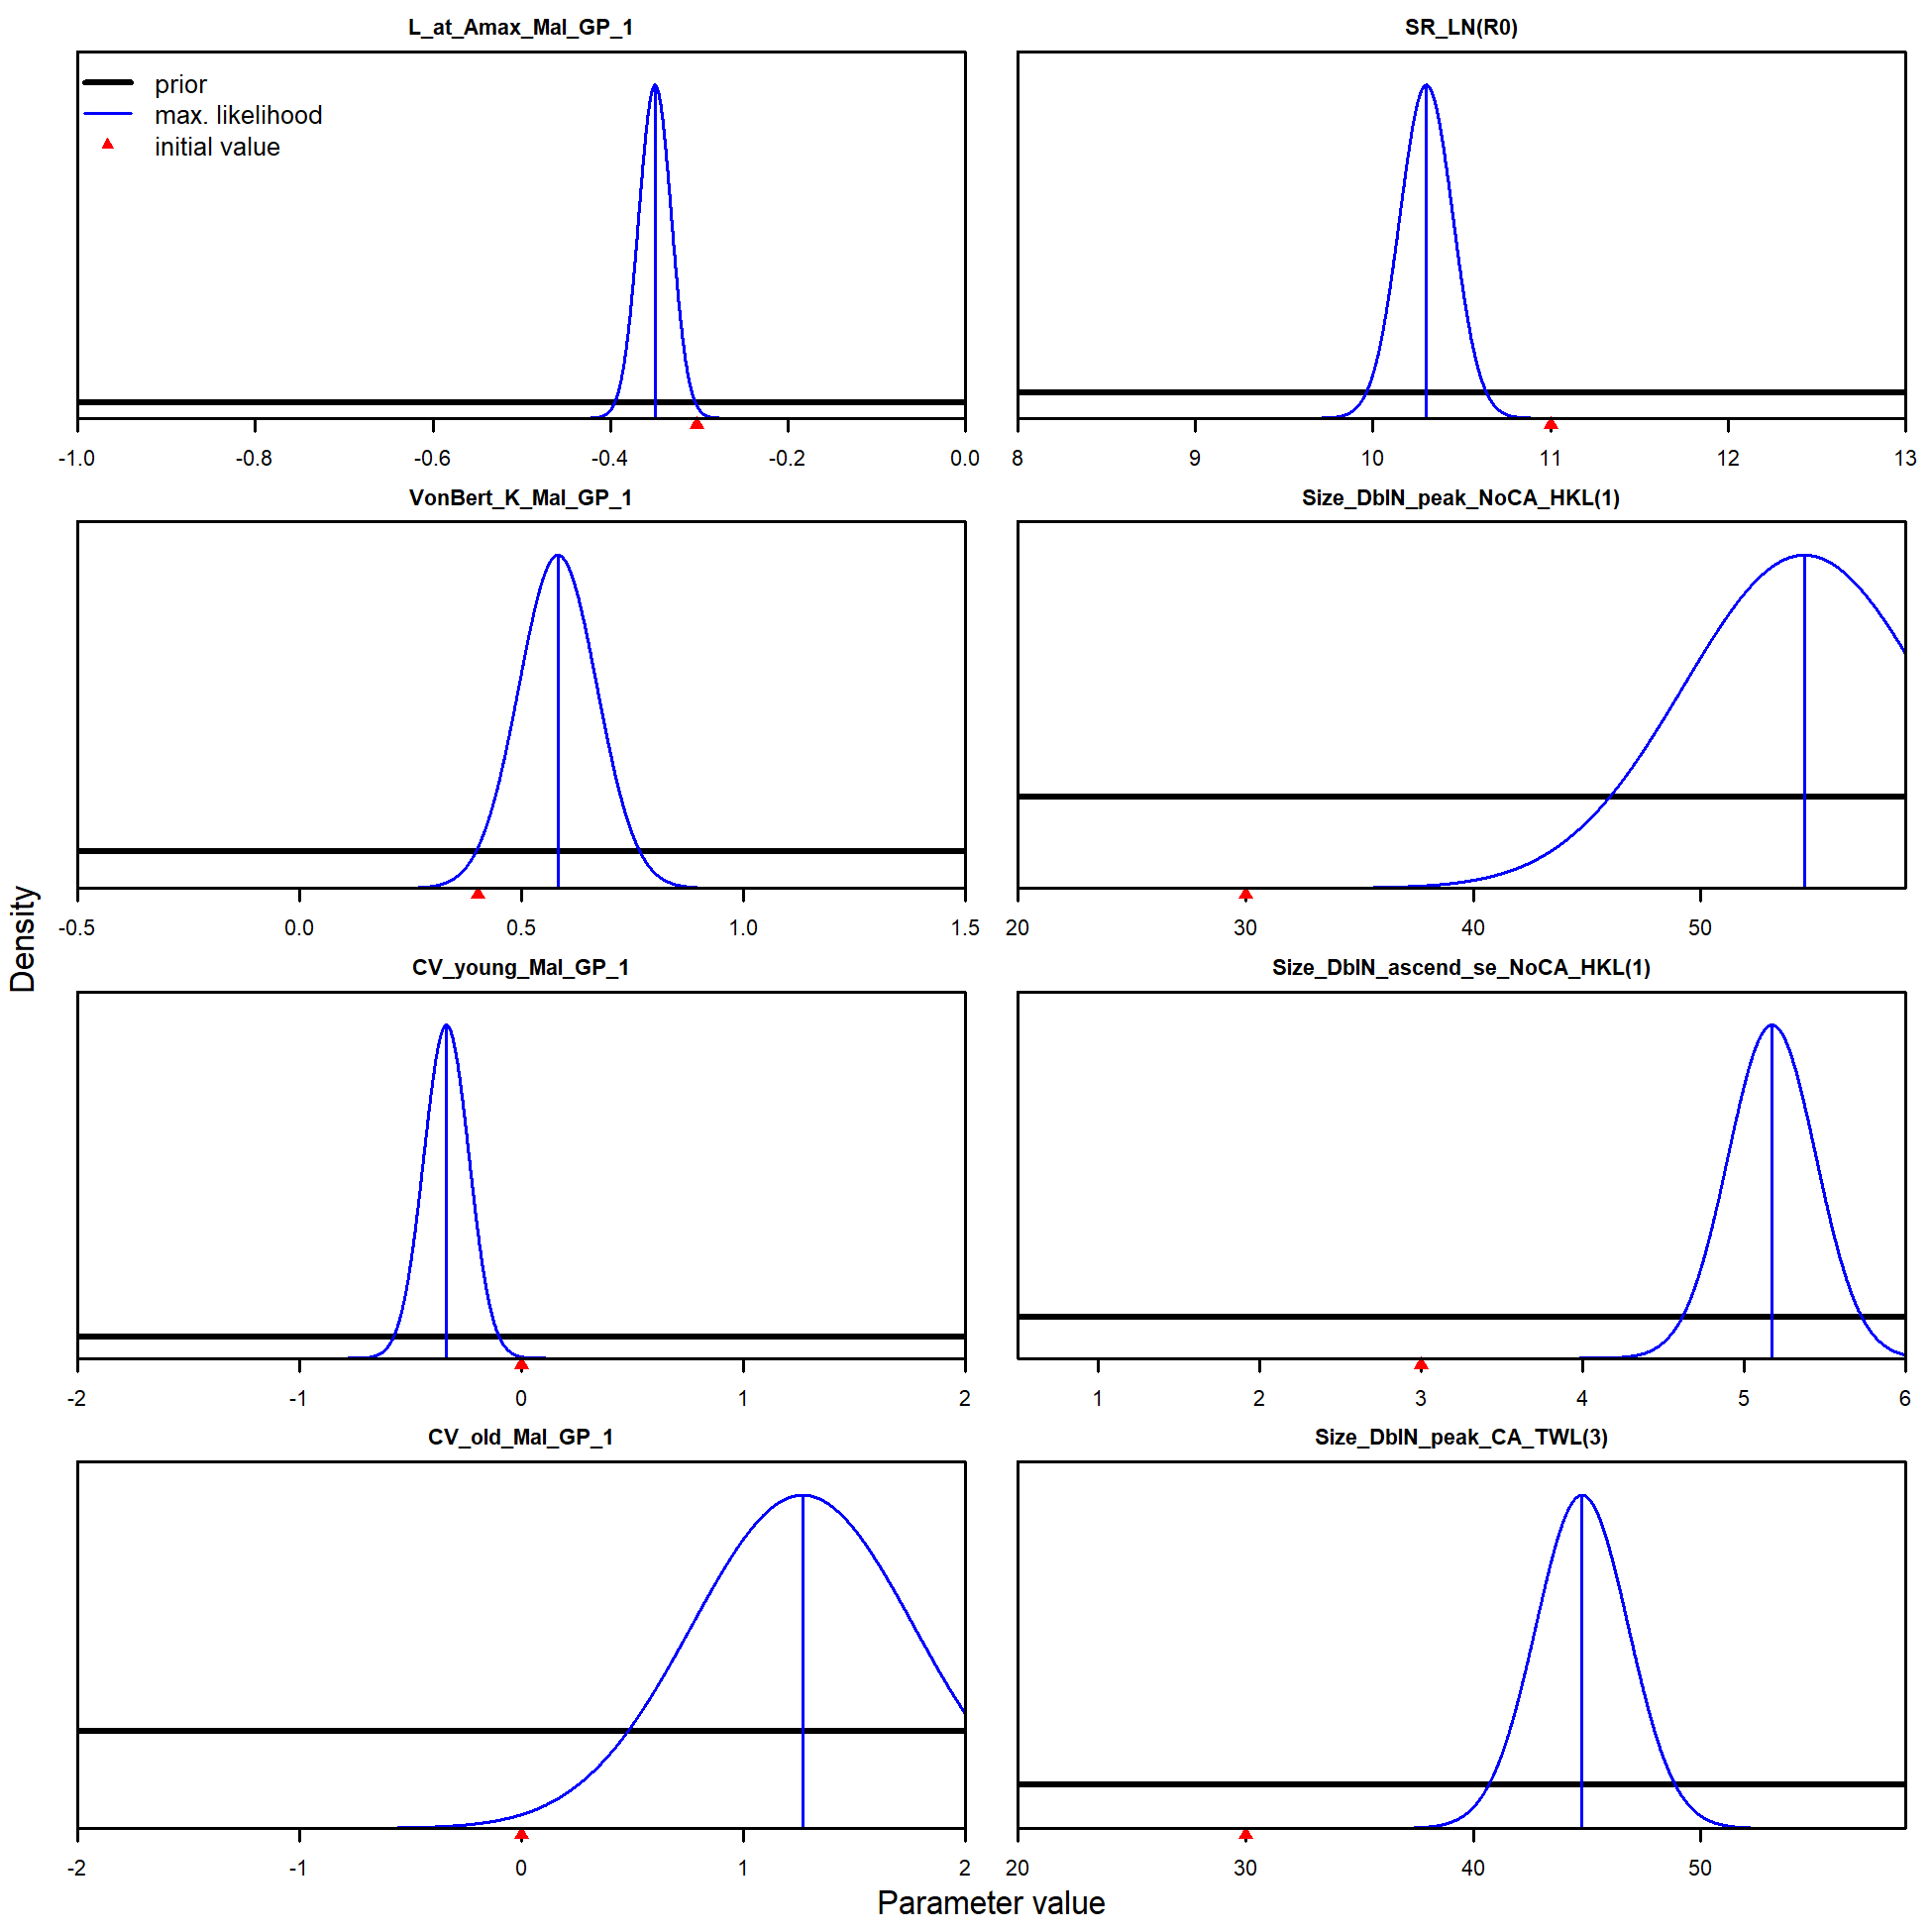 L_at_Amax_Mal_GP_1
prior
max. likelihood
initial value
-1.0 -0.8 -0.6 -0.4 -0.2 0.0
SR_LN(R0)
8 9 10 11 12 13
VonBert_K_Mal_GP_1
-0.5 0.0 0.5 1.0 1.5
Size_DblN_peak_NoCA_HKL(1)
20 30 40 50
CV_young_Mal_GP_1
-2 -1 0 1 2
Size_DblN_ascend_se_NoCA_HKL(1)
1 2 3 4 5 6
CV_old_Mal_GP_1
-2 -1 0 1 2
Size_DblN_peak_CA_TWL(3)
20 30 40 50
Density
Parameter value